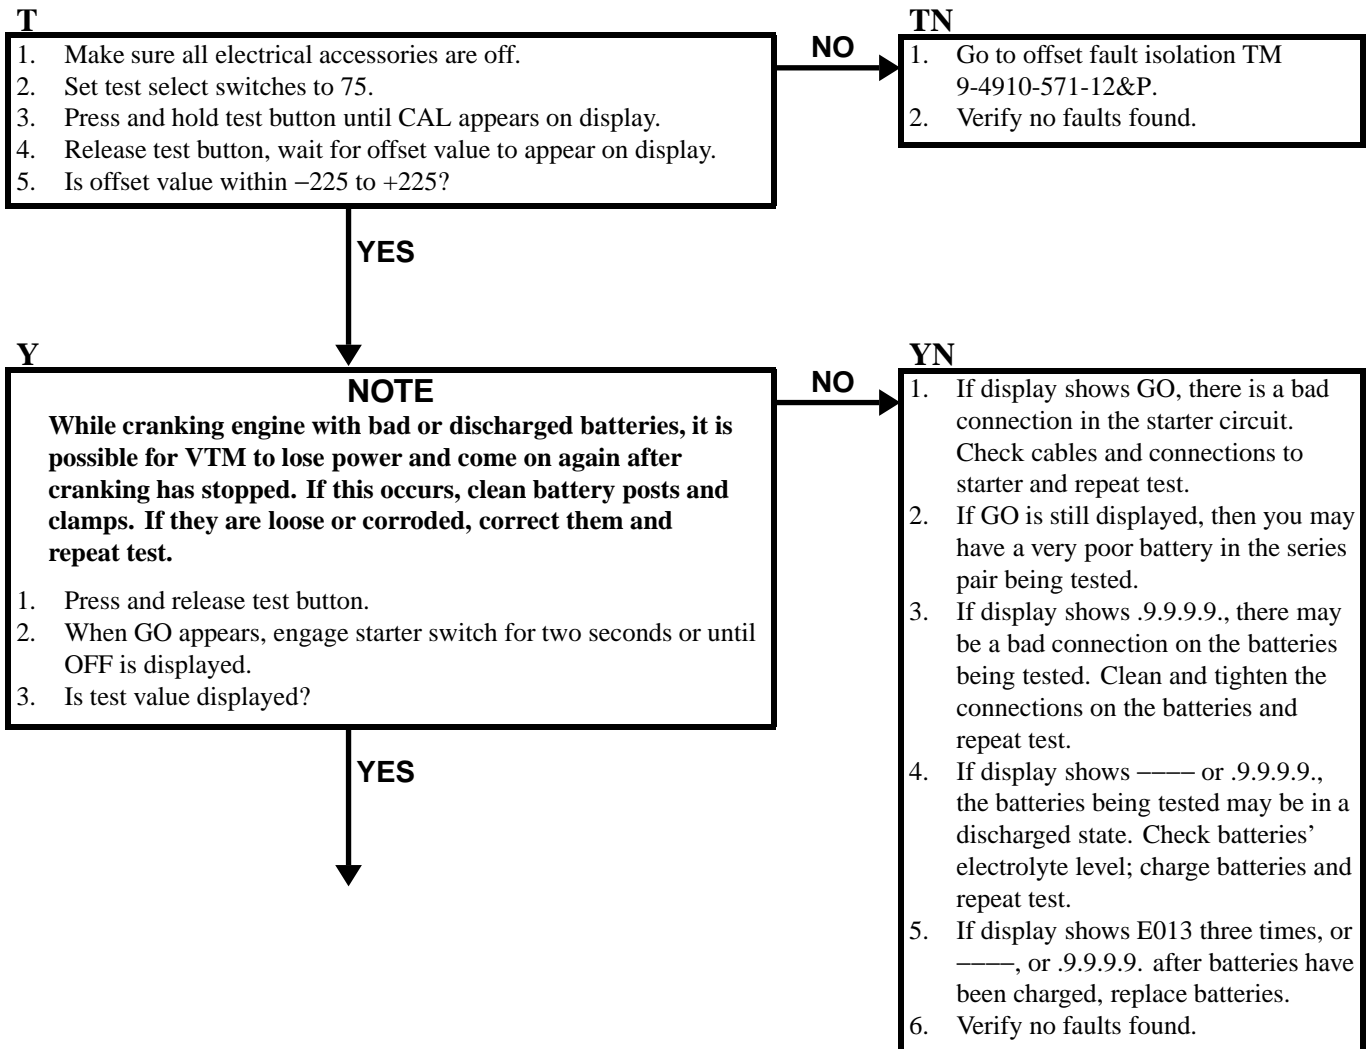 T
1. Make sure all electrical accessories are off.
2. Set test select switches to 75.
3. Press and hold test button until CAL appears on display.
4. Release test button, wait for offset value to appear on display.
5. Is offset value within −225 to +225?
NO
TN
1. Go to offset fault isolation TM
9-4910-571-12&P.
2. Verify no faults found.
YES
Y
NOTE
While cranking engine with bad or discharged batteries, it is
possible for VTM to lose power and come on again after
cranking has stopped. If this occurs, clean battery posts and
clamps. If they are loose or corroded, correct them and
repeat test.
1. Press and release test button.
2. When GO appears, engage starter switch for two seconds or until
OFF is displayed.
3. Is test value displayed?
NO
YN
1. If display shows GO, there is a bad
connection in the starter circuit.
Check cables and connections to
starter and repeat test.
2. If GO is still displayed, then you may
have a very poor battery in the series
pair being tested.
3. If display shows .9.9.9.9., there may
be a bad connection on the batteries
being tested. Clean and tighten the
connections on the batteries and
repeat test.
4. If display shows −−−− or .9.9.9.9.,
the batteries being tested may be in a
discharged state. Check batteries’
electrolyte level; charge batteries and
repeat test.
5. If display shows E013 three times, or
−−−−, or .9.9.9.9. after batteries have
been charged, replace batteries.
6. Verify no faults found.
YES